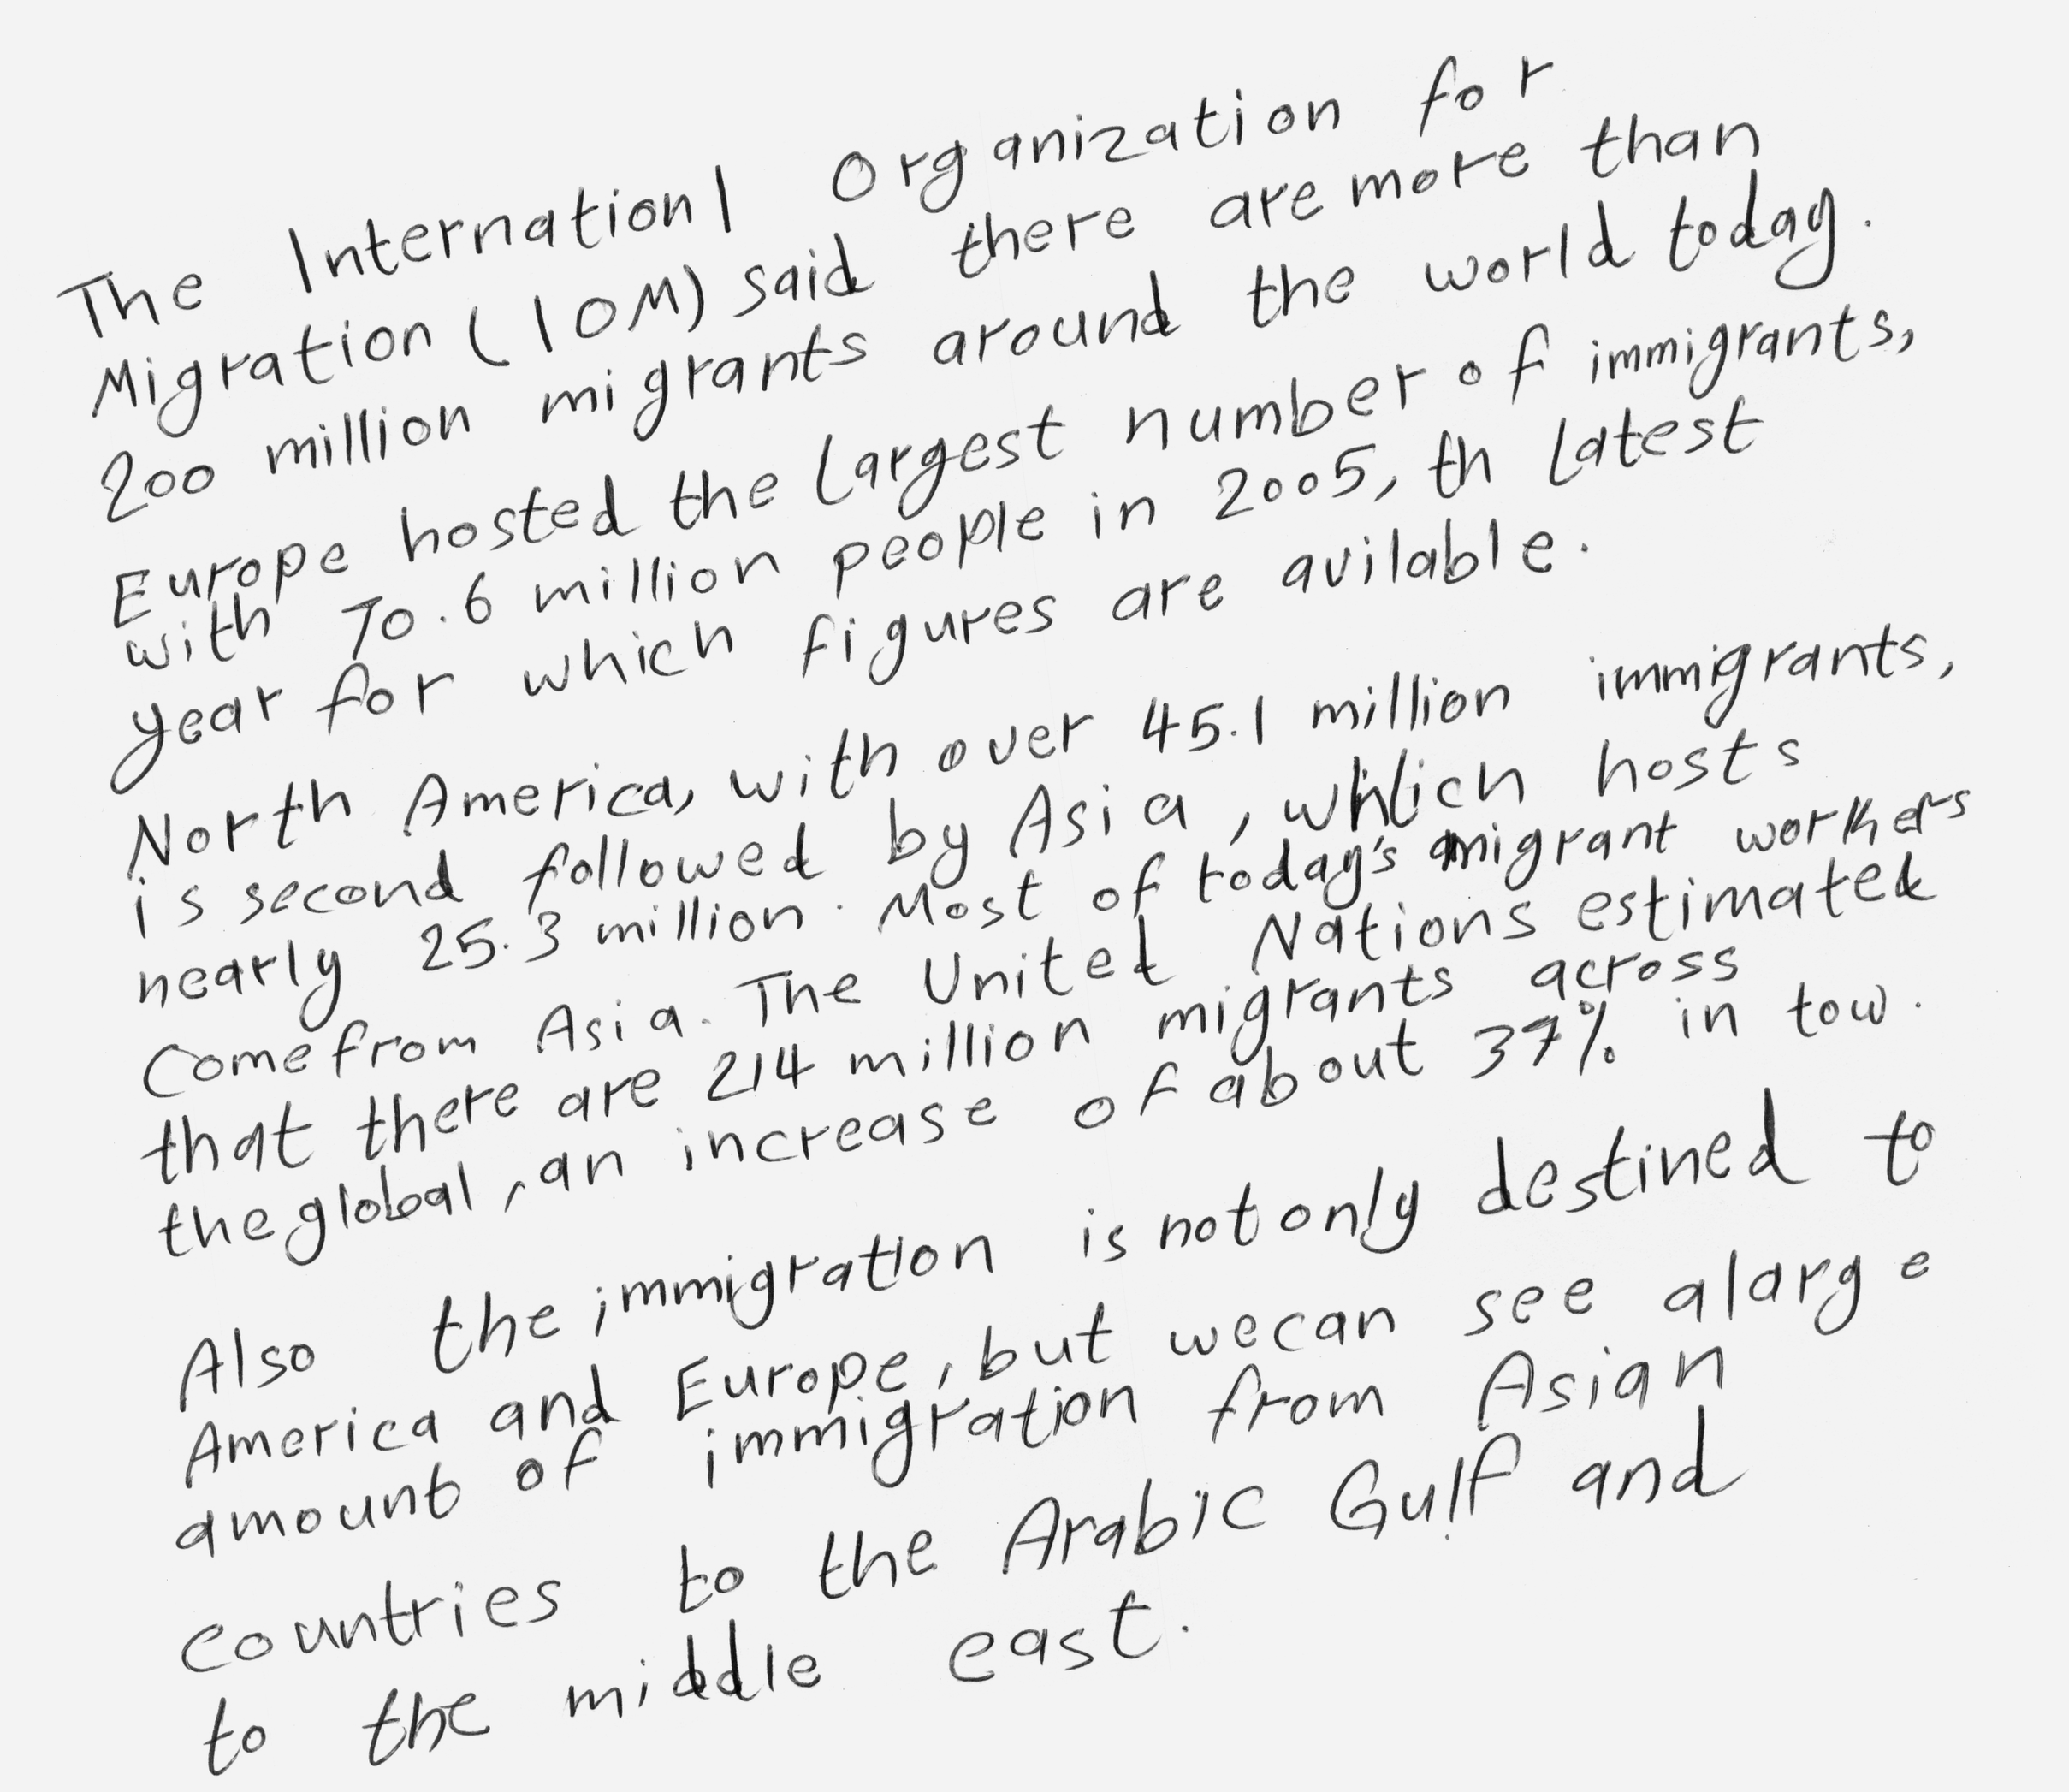 The Internationl Organization for
Migration (IOM) said there are more than
200 million migrants around the world today.
Europe hosted the largest number of immigrants,
with 70.6 million people in 2005, th latest
year for which figures are avilable.
North America, with over 45.1 million immigrants,
is second followed by Asia, which hosts
nearly 25.3 million. Most of today's migrant workers
come from Asia. The United Nations estimated
that there are 214 million migrants across
the global, an increase of about 37% in tow.
Also the immigration is not only destined to
America and Europe, but we can see a large
amount of immigration from Asian
countries to the Arabic Gulf and
to the middle east.